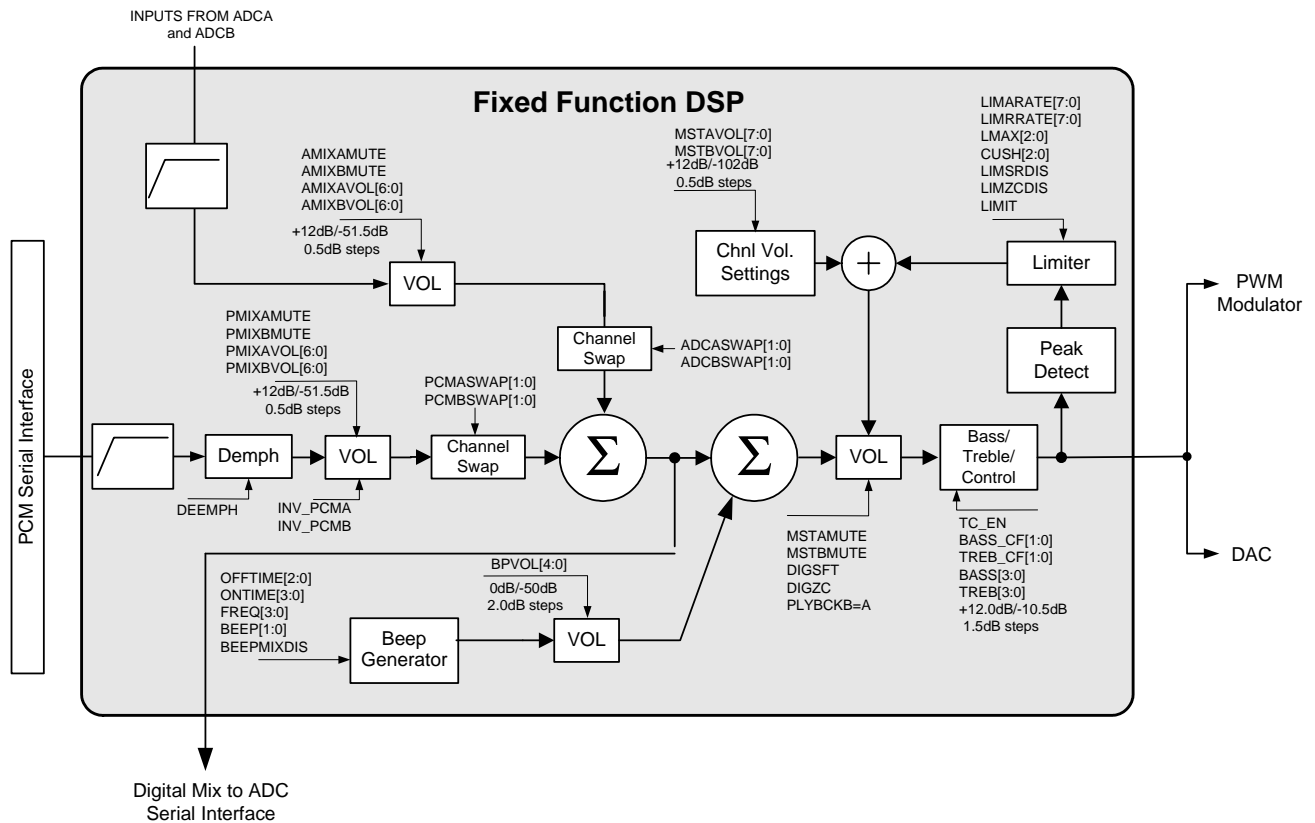 INPUTS FROM ADCA
and ADCB
Fixed Function DSP
AMIXAMUTE
AMIXBMUTE
AMIXAVOL[6:0]
AMIXBVOL[6:0]
+12dB/-51.5dB
0.5dB steps
VOL
MSTAVOL[7:0]
MSTBVOL[7:0]
+12dB/-102dB
0.5dB steps
Chnl Vol.
Settings
+
LIMARATE[7:0]
LIMRRATE[7:0]
LMAX[2:0]
CUSH[2:0]
LIMSRDIS
LIMZCDIS
LIMIT
Limiter
Peak
Detect
PWM
Modulator
Channel
Swap
ADCASWAP[1:0]
ADCBSWAP[1:0]
PCM Serial Interface
PMIXAMUTE
PMIXBMUTE
PMIXAVOL[6:0]
PMIXBVOL[6:0]
+12dB/-51.5dB
0.5dB steps
PCMASWAP[1:0]
PCMBSWAP[1:0]
Demph
VOL
Channel
Swap
Σ
Σ
VOL
Bass/
Treble/
Control
DEEMPH
INV_PCMA
INV_PCMB
MSTAMUTE
MSTBMUTE
DIGSFT
DIGZC
PLYBCKB=A
TC_EN
BASS_CF[1:0]
TREB_CF[1:0]
BASS[3:0]
TREB[3:0]
+12.0dB/-10.5dB
1.5dB steps
DAC
OFFTIME[2:0]
ONTIME[3:0]
FREQ[3:0]
BEEP[1:0]
BEEPMIXDIS
BPVOL[4:0]
0dB/-50dB
2.0dB steps
Beep
Generator
VOL
Digital Mix to ADC
Serial Interface